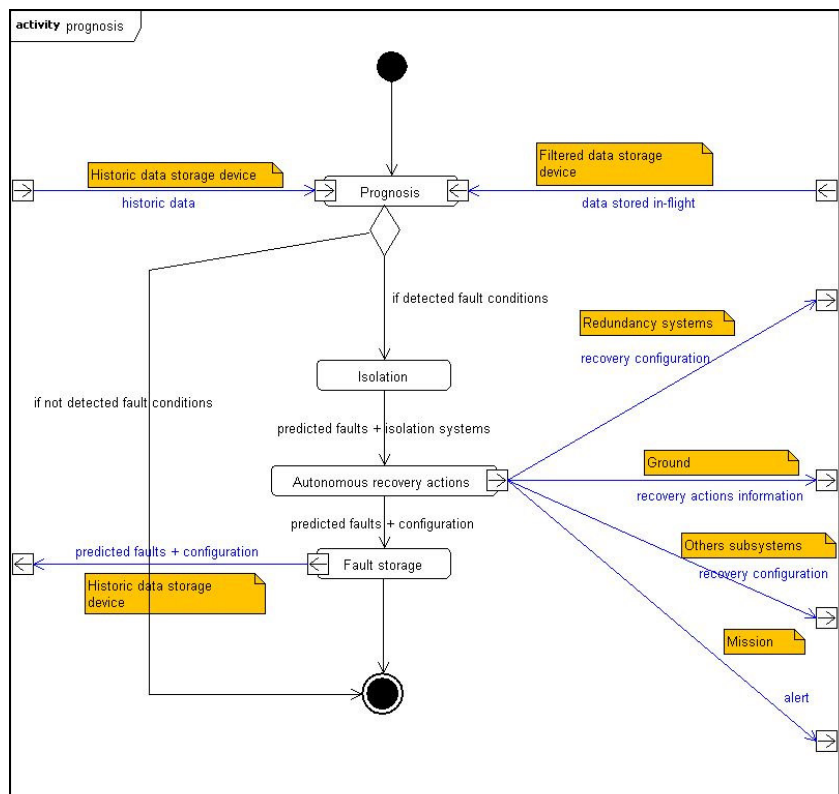 activity prognosis
Historic data storage device
Filtered data storage
device
Prognosis
historic data
data stored in-flight
if detected fault conditions
Redundancy systems
recovery configuration
Isolation
if not detected fault conditions
predicted faults + isolation systems
Ground
Autonomous recovery actions
recovery actions information
predicted faults + configuration
Others subsystems
predicted faults + configuration
Fault storage
recovery configuration
Historic data storage
device
Mission
alert